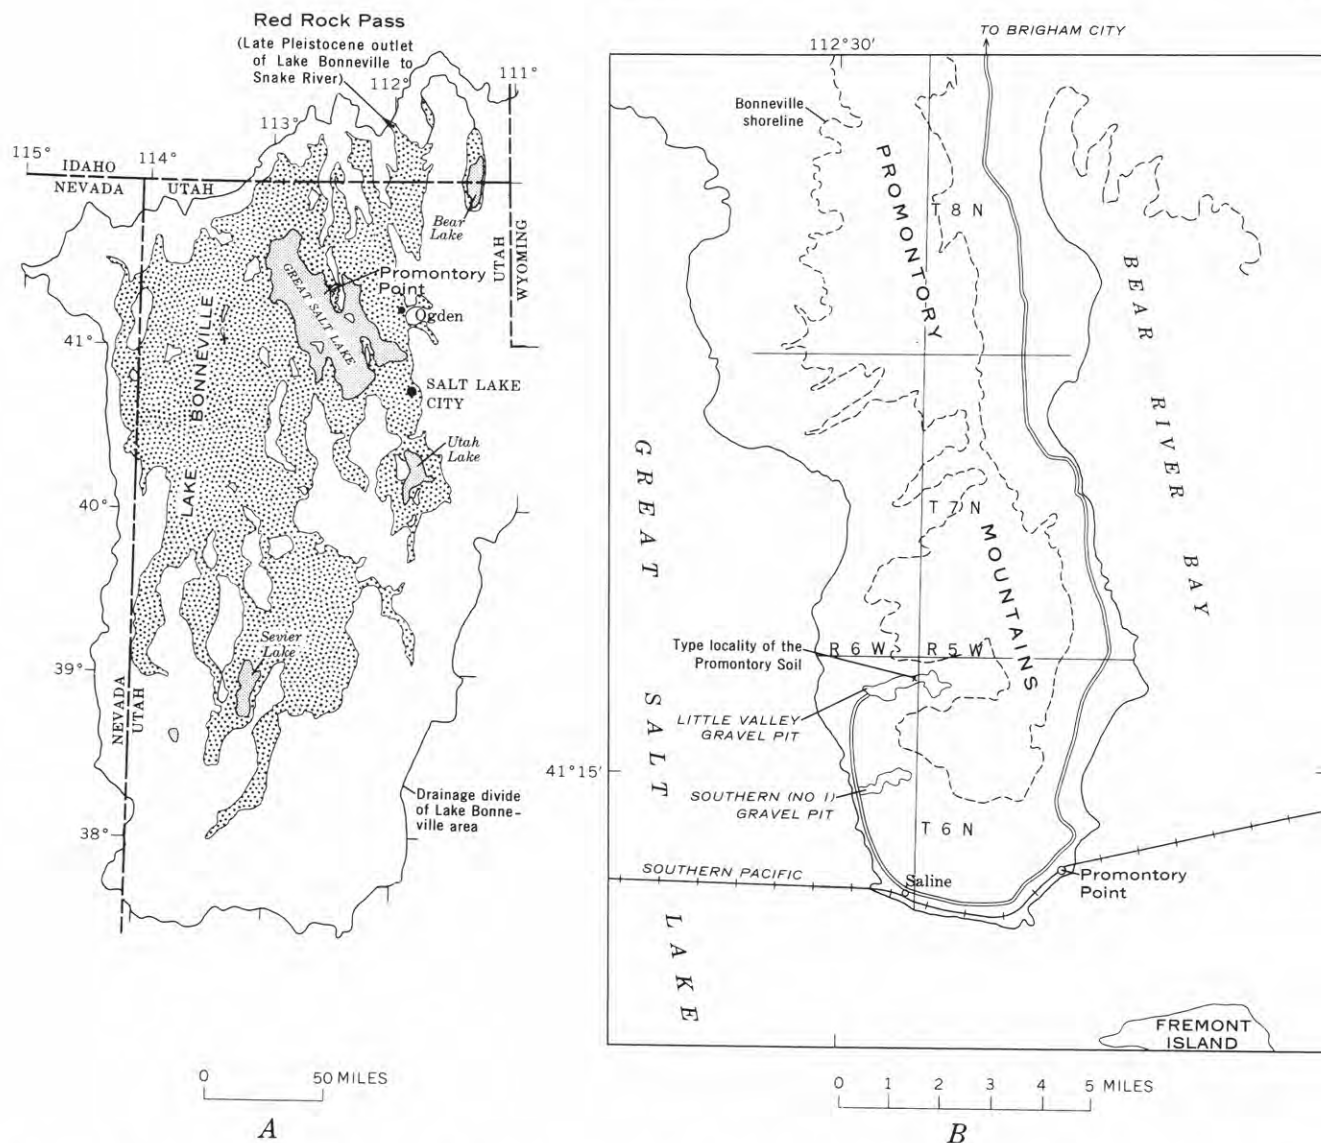 Red Rock Pass
(Late Pleistocene outlet
of Lake Bonneville to
Snake River)
112°
111°
113°
115°
114°
IDAHO
NEVADA
UTAH
Bear
Lake
UTAH
WYOMING
GREAT SALT LAKE
Promontory
Point
Ogden
41°
LAKE BONNEVILLE
SALT LAKE
CITY
Utah
Lake
40°
Sevier
Lake
39°
NEVADA
UTAH
Drainage divide
of Lake Bonne-
ville area
38°
0 50 MILES
A
TO BRIGHAM CITY
112°30′
Bonneville
shoreline
PROMONTORY
MOUNTAINS
T 8 N
BEAR RIVER BAY
GREAT SALT LAKE
T 7 N
Type locality of the
Promontory Soil
R 6 W R 5 W
LITTLE VALLEY
GRAVEL PIT
41°15′
SOUTHERN (NO 1)
GRAVEL PIT
T 6 N
SOUTHERN PACIFIC
Saline
Promontory
Point
FREMONT
ISLAND
0 1 2 3 4 5 MILES
B